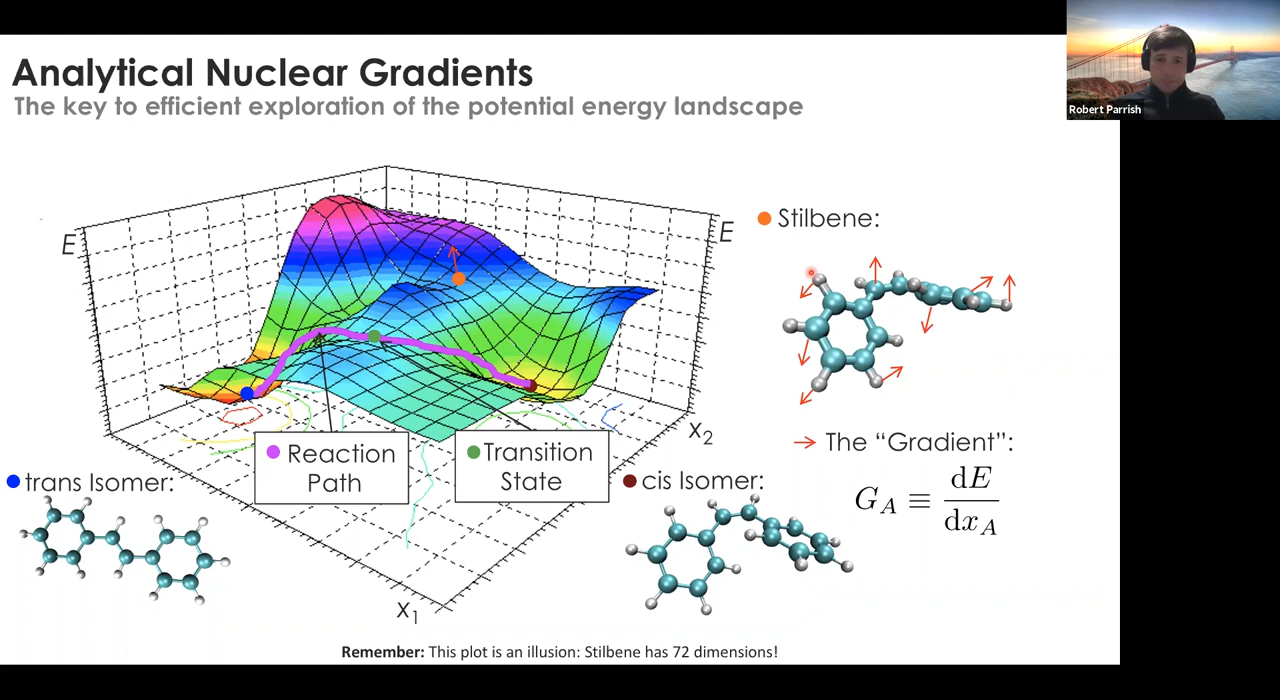 Analytical Nuclear Gradients
The key to efficient exploration of the potential energy landscape
Robert Parrish
E
E
Stilbene:
x₂
Reaction
Path
Transition
State
The “Gradient”:
G_A ≡ dE/dx_A
trans Isomer:
cis Isomer:
x₁
Remember: This plot is an illusion: Stilbene has 72 dimensions!